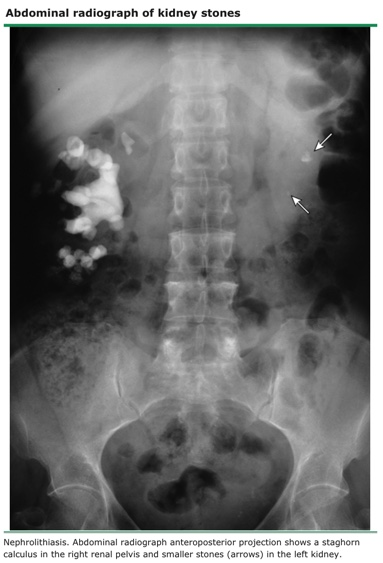 Abdominal radiograph of kidney stones
Nephrolithiasis. Abdominal radiograph anteroposterior projection shows a staghorn
calculus in the right renal pelvis and smaller stones (arrows) in the left kidney.